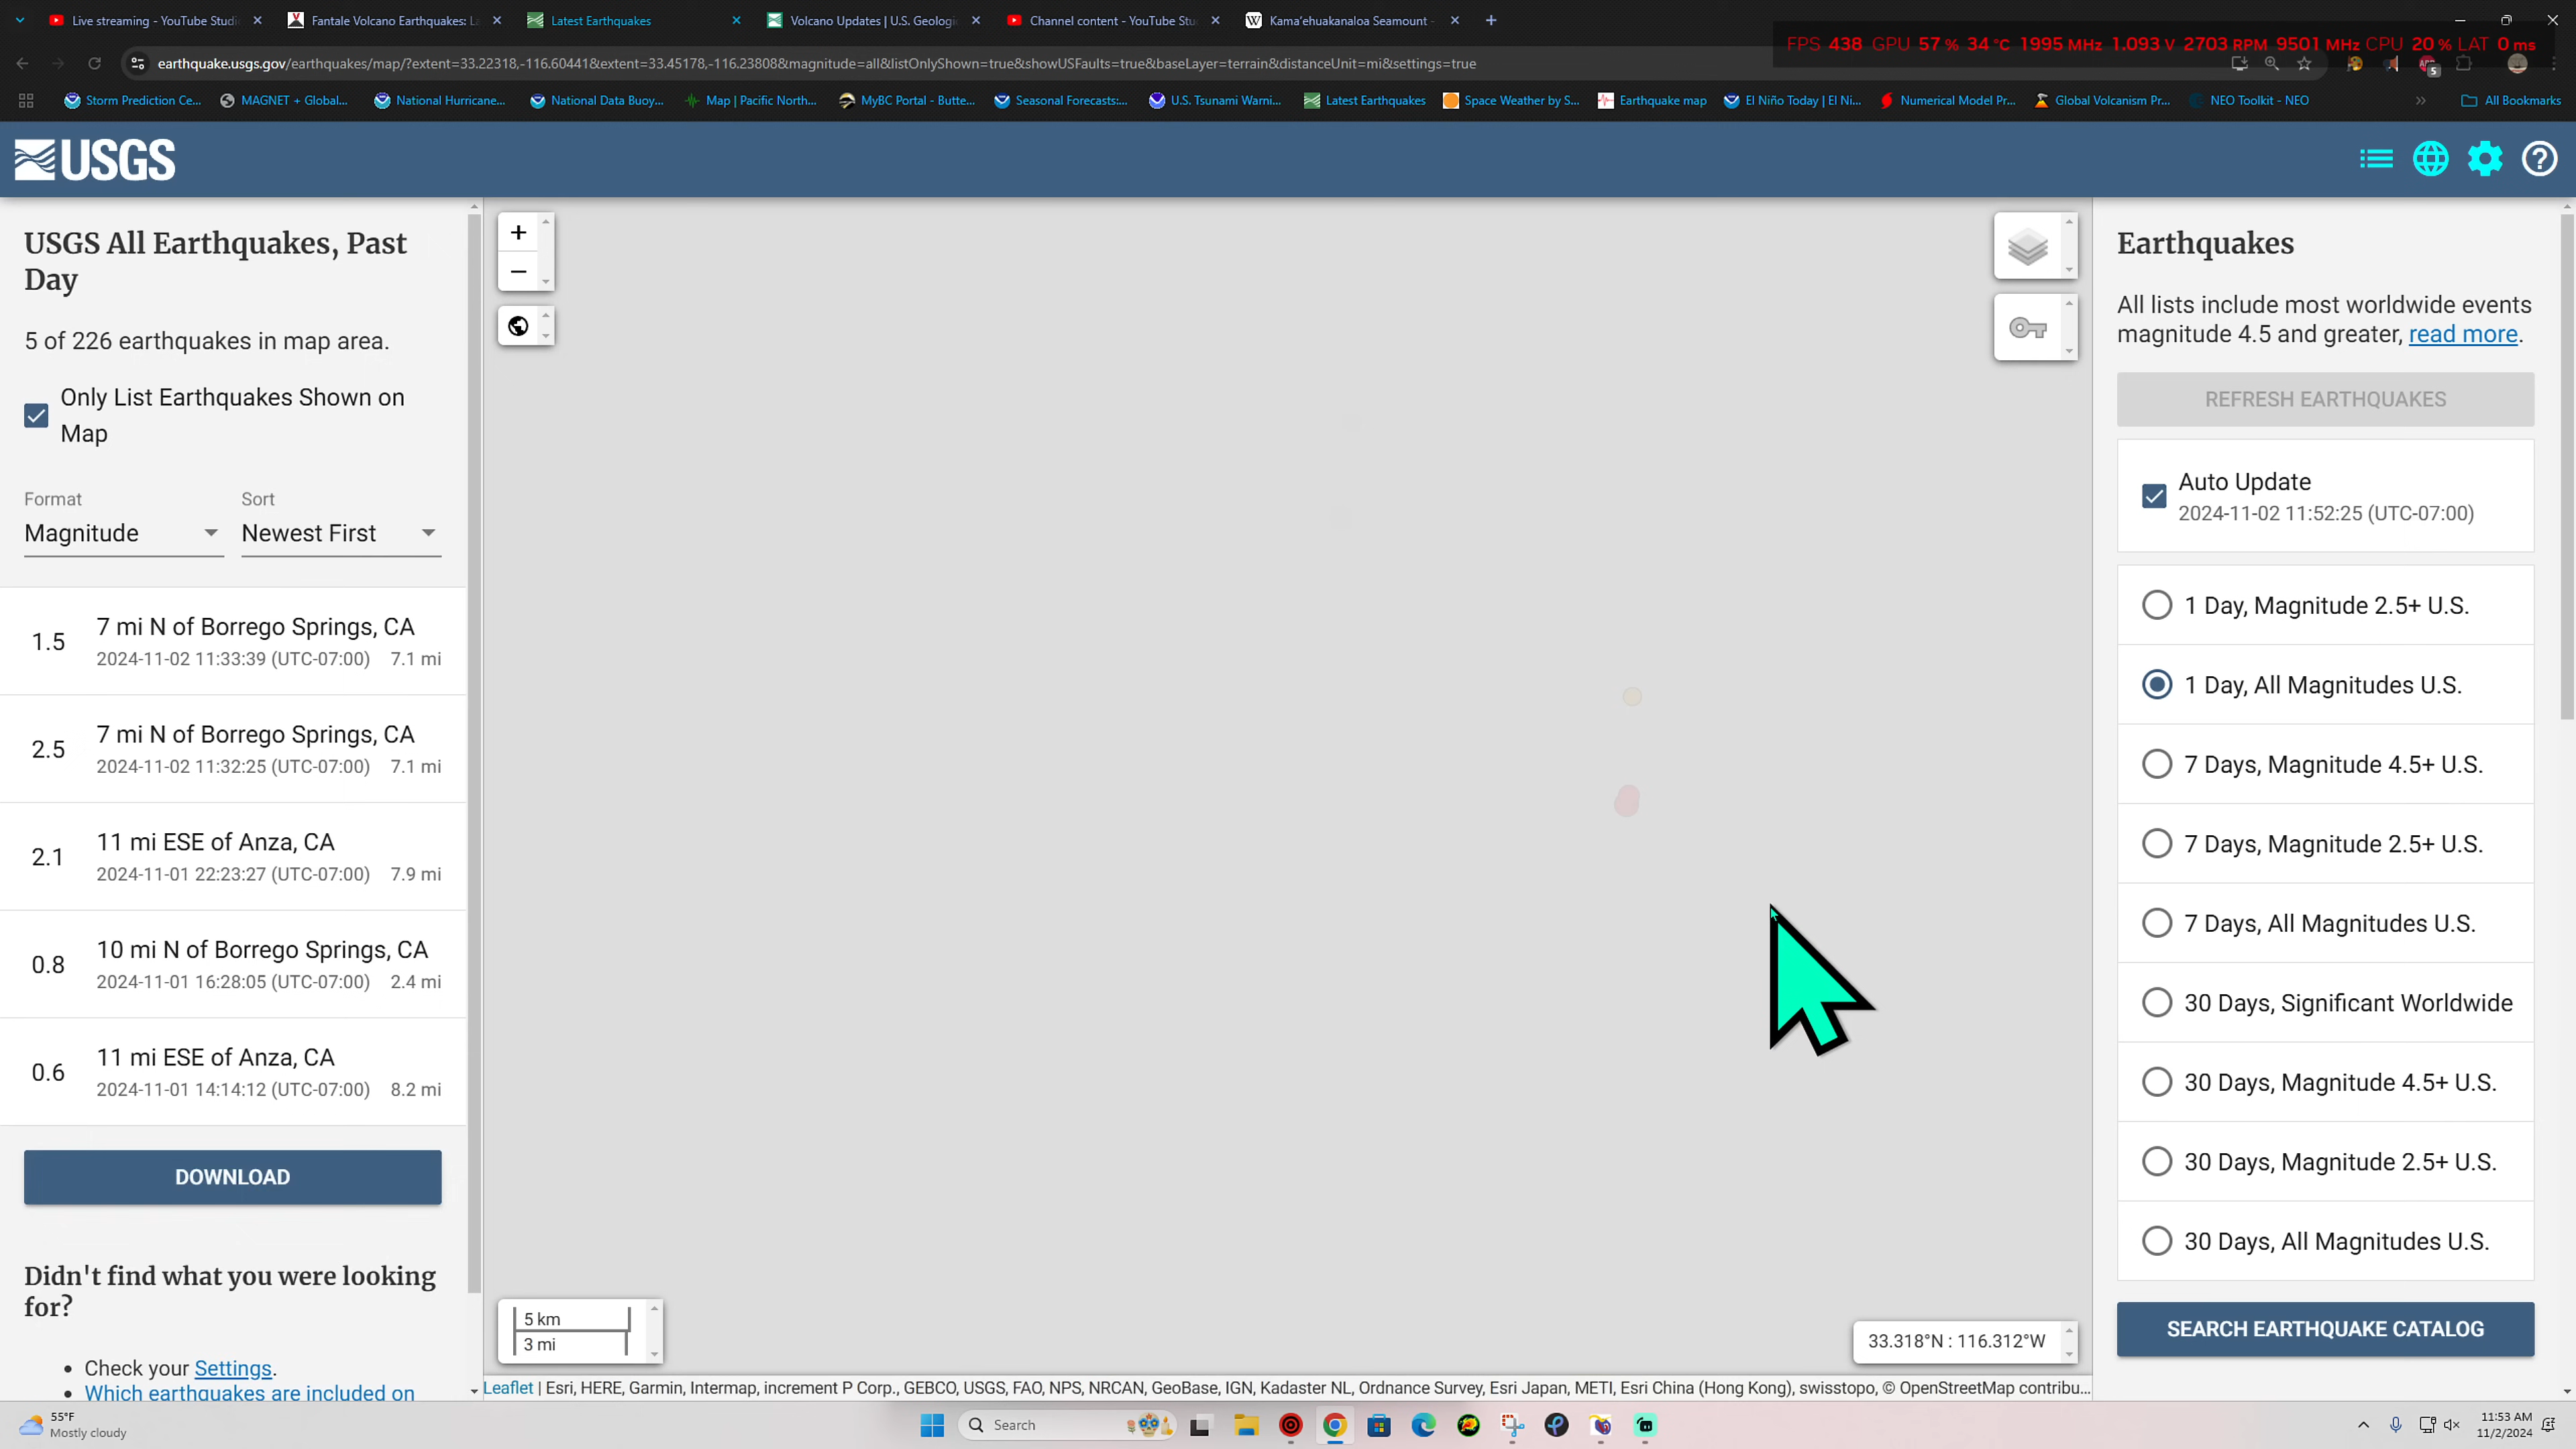 Live streaming - YouTube Studi
Fantale Volcano Earthquakes: La
Latest Earthquakes
Volcano Updates | U.S. Geologic
Channel content - YouTube Stu
Kama'ehuakanaloa Seamount -
FPS 438 GPU 57 % 34 °C 1995 MHz 1.093 V 2703 RPM 9501 MHz CPU 20 % LAT 0 ms
earthquake.usgs.gov/earthquakes/map/?extent=33.22318,-116.60441&extent=33.45178,-116.23808&magnitude=all&listOnlyShown=true&showUSFaults=true&baseLayer=terrain&distanceUnit=mi&settings=true
5
Storm Prediction Ce...
MAGNET + Global...
National Hurricane...
National Data Buoy...
Map | Pacific North...
MyBC Portal - Butte...
Seasonal Forecasts:...
U.S. Tsunami Warni...
Latest Earthquakes
Space Weather by S...
Earthquake map
El Niño Today | El Ni...
Numerical Model Pr...
Global Volcanism Pr...
NEO Toolkit - NEO
All Bookmarks
USGS
USGS All Earthquakes, Past
Day
5 of 226 earthquakes in map area.
Only List Earthquakes Shown on
Map
Format
Sort
Magnitude
Newest First
1.5
7 mi N of Borrego Springs, CA
2024-11-02 11:33:39 (UTC-07:00) 7.1 mi
2.5
7 mi N of Borrego Springs, CA
2024-11-02 11:32:25 (UTC-07:00) 7.1 mi
2.1
11 mi ESE of Anza, CA
2024-11-01 22:23:27 (UTC-07:00) 7.9 mi
0.8
10 mi N of Borrego Springs, CA
2024-11-01 16:28:05 (UTC-07:00) 2.4 mi
0.6
11 mi ESE of Anza, CA
2024-11-01 14:14:12 (UTC-07:00) 8.2 mi
DOWNLOAD
Didn't find what you were looking
for?
• Check your Settings.
• Which earthquakes are included on
+
−
5 km
3 mi
33.318°N : 116.312°W
Leaflet | Esri, HERE, Garmin, Intermap, increment P Corp., GEBCO, USGS, FAO, NPS, NRCAN, GeoBase, IGN, Kadaster NL, Ordnance Survey, Esri Japan, METI, Esri China (Hong Kong), swisstopo, © OpenStreetMap contribu...
Earthquakes
All lists include most worldwide events
magnitude 4.5 and greater, read more.
REFRESH EARTHQUAKES
Auto Update
2024-11-02 11:52:25 (UTC-07:00)
1 Day, Magnitude 2.5+ U.S.
1 Day, All Magnitudes U.S.
7 Days, Magnitude 4.5+ U.S.
7 Days, Magnitude 2.5+ U.S.
7 Days, All Magnitudes U.S.
30 Days, Significant Worldwide
30 Days, Magnitude 4.5+ U.S.
30 Days, Magnitude 2.5+ U.S.
30 Days, All Magnitudes U.S.
SEARCH EARTHQUAKE CATALOG
55°F
Mostly cloudy
Search
11:53 AM
11/2/2024